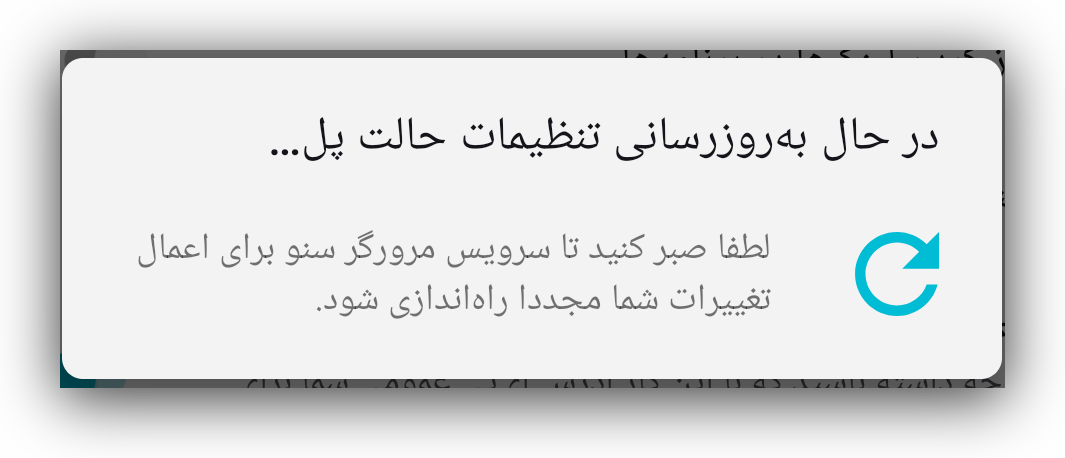 در حال به‌روزرسانی تنظیمات حالت پل...
لطفا صبر کنید تا سرویس مرورگر سنو برای اعمال
تغییرات شما مجددا راه‌اندازی شود.